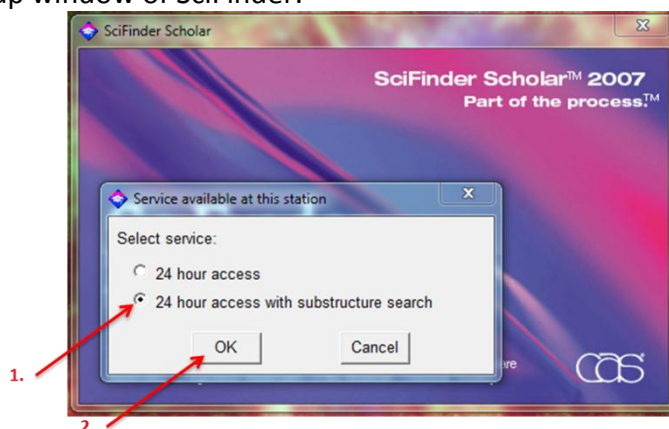 up window of SciFinder.
SciFinder Scholar
SciFinder Scholar™ 2007
Part of the process.™
Service available at this station
Select service:
24 hour access
24 hour access with substructure search
OK
Cancel
1.
2.
CAS